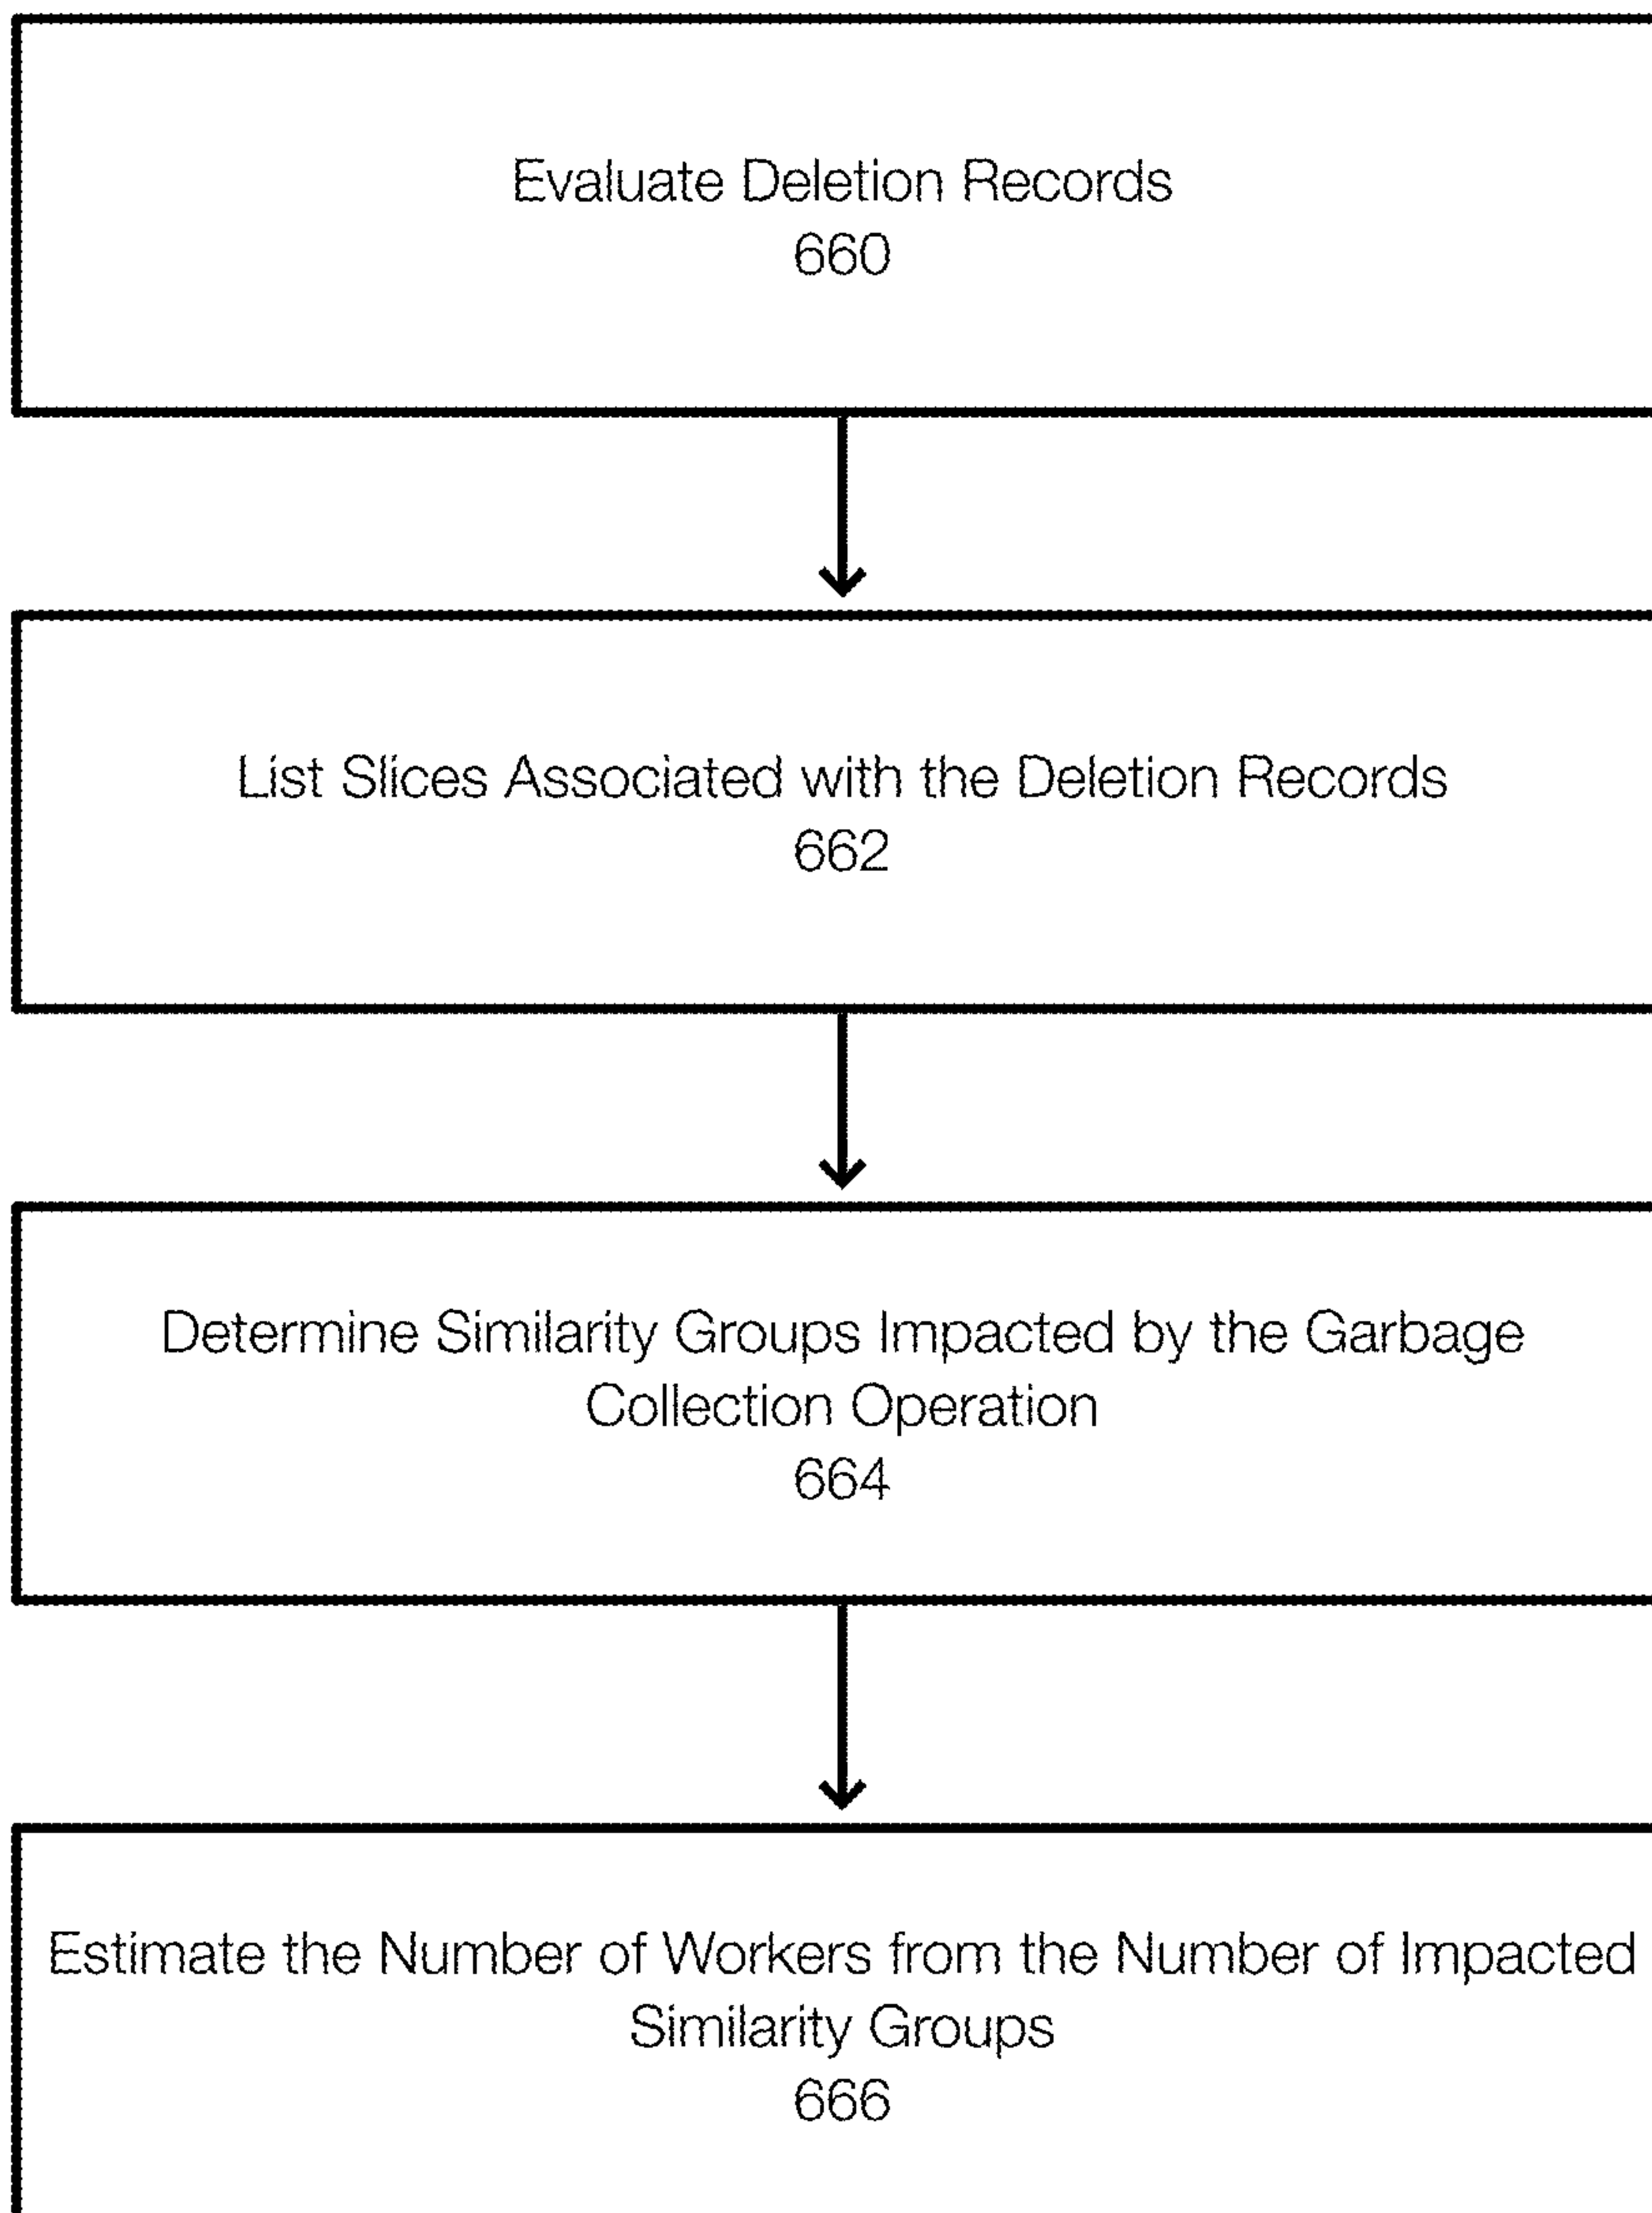 Evaluate Deletion Records
660
List Slices Associated with the Deletion Records
662
Determine Similarity Groups Impacted by the Garbage
Collection Operation
664
Estimate the Number of Workers from the Number of Impacted
Similarity Groups
666